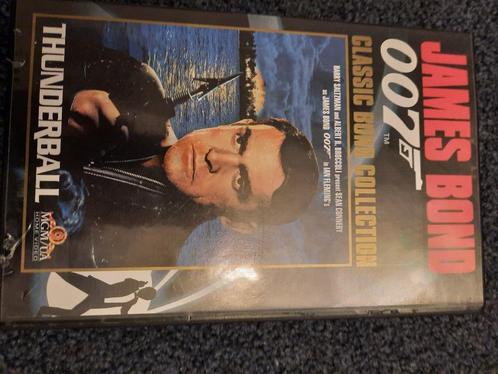 JAMES BOND
007 TM
CLASSIC BOND COLLECTION
HARRY SALTZMAN and ALBERT R. BROCCOLI present SEAN CONNERY
as JAMES BOND 007 in IAN FLEMING'S
THUNDERBALL
MGM/UA
HOME VIDEO